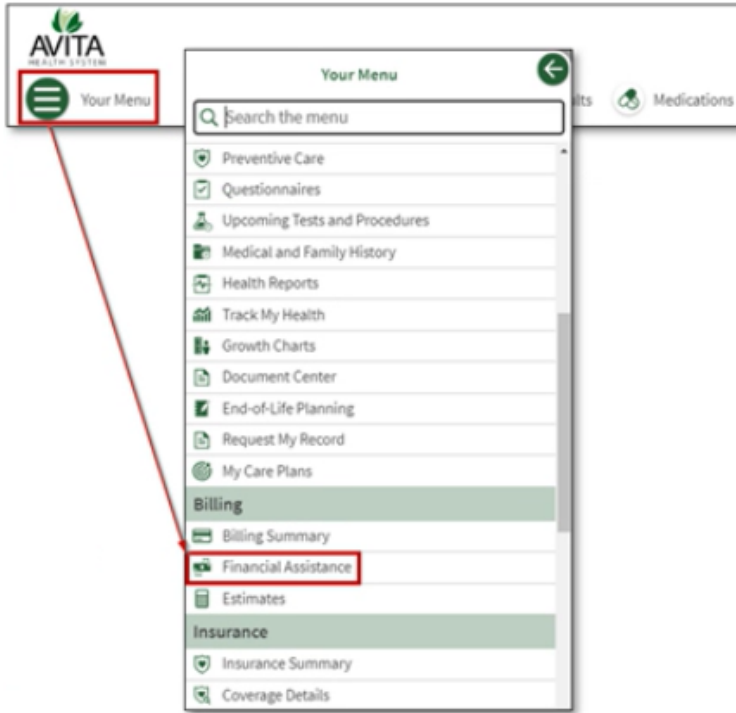 AVITA
HEALTH SYSTEM
Your Menu
Medications
Your Menu
Search the menu
Preventive Care
Questionnaires
Upcoming Tests and Procedures
Medical and Family History
Health Reports
Track My Health
Growth Charts
Document Center
End-of-Life Planning
Request My Record
My Care Plans
Billing
Billing Summary
Financial Assistance
Estimates
Insurance
Insurance Summary
Coverage Details